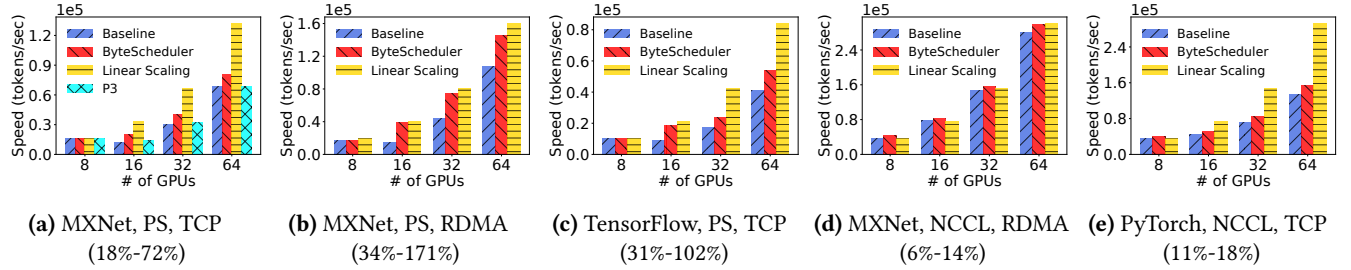 1e5
Speed (tokens/sec)
1.2
0.9
0.6
0.3
0.0
Baseline
ByteScheduler
Linear Scaling
P3
8 16 32 64
# of GPUs
(a) MXNet, PS, TCP
(18%-72%)
1e5
Speed (tokens/sec)
1.6
1.2
0.8
0.4
0.0
Baseline
ByteScheduler
Linear Scaling
8 16 32 64
# of GPUs
(b) MXNet, PS, RDMA
(34%-171%)
1e5
Speed (tokens/sec)
0.8
0.6
0.4
0.2
0.0
Baseline
ByteScheduler
Linear Scaling
8 16 32 64
# of GPUs
(c) TensorFlow, PS, TCP
(31%-102%)
1e5
Speed (tokens/sec)
2.4
1.6
0.8
0.0
Baseline
ByteScheduler
Linear Scaling
8 16 32 64
# of GPUs
(d) MXNet, NCCL, RDMA
(6%-14%)
1e5
Speed (tokens/sec)
2.4
1.6
0.8
0.0
Baseline
ByteScheduler
Linear Scaling
8 16 32 64
# of GPUs
(e) PyTorch, NCCL, TCP
(11%-18%)